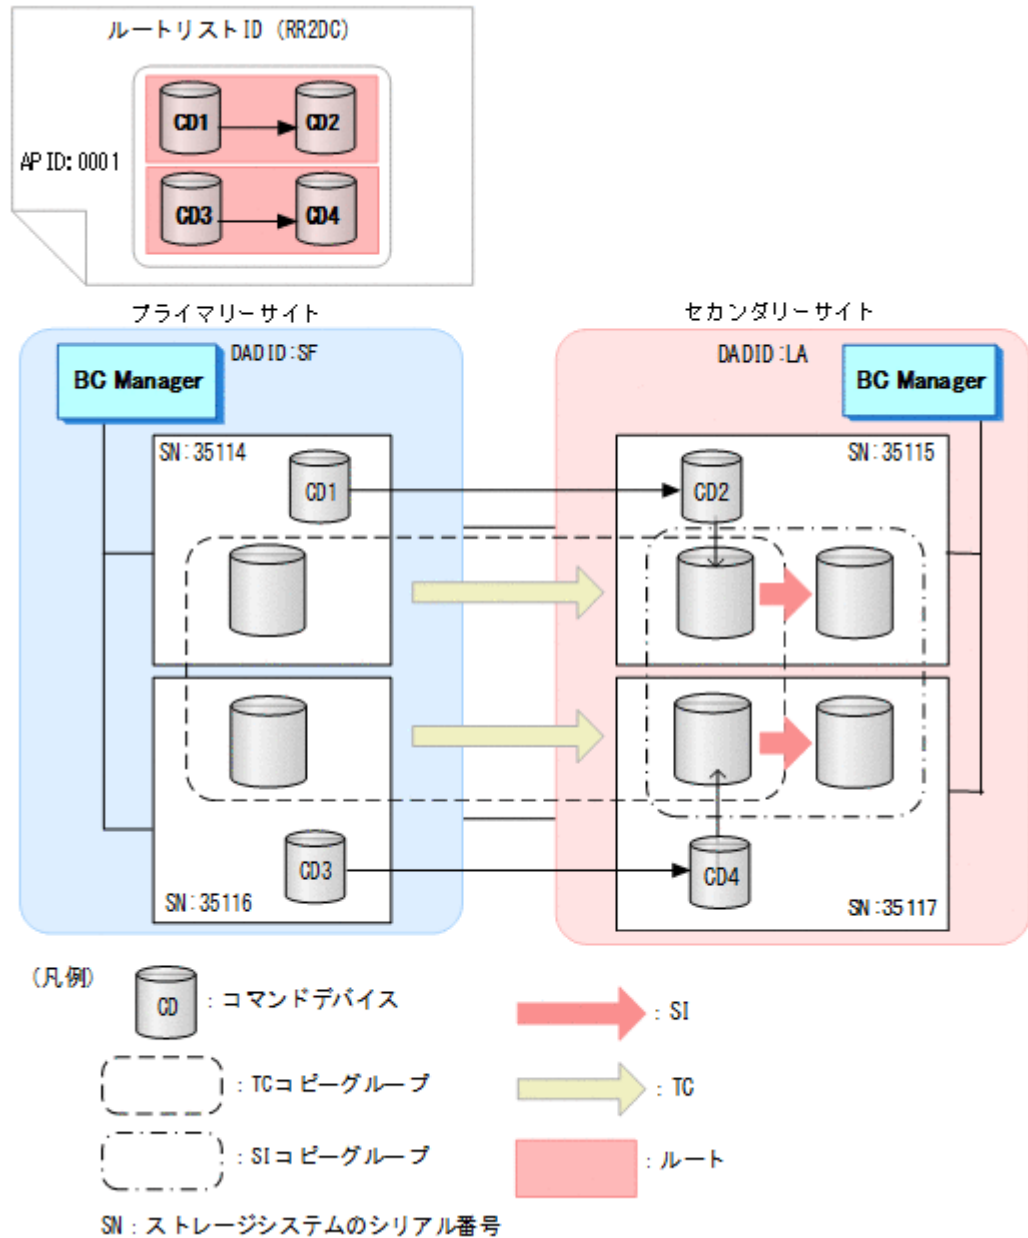 ルートリストID (RR2DC)
CD1
CD2
APID:0001
CD3
CD4
プライマリーサイト
セカンダリーサイト
DADID:SF
DADID:LA
BC Manager
BC Manager
SN:35114
SN:35115
CD1
CD2
CD3
CD4
SN:35116
SN:35117
(凡例)
CD
:コマンドデバイス
:SI
:TCコピーグループ
:TC
:SIコピーグループ
:ルート
SN:ストレージシステムのシリアル番号